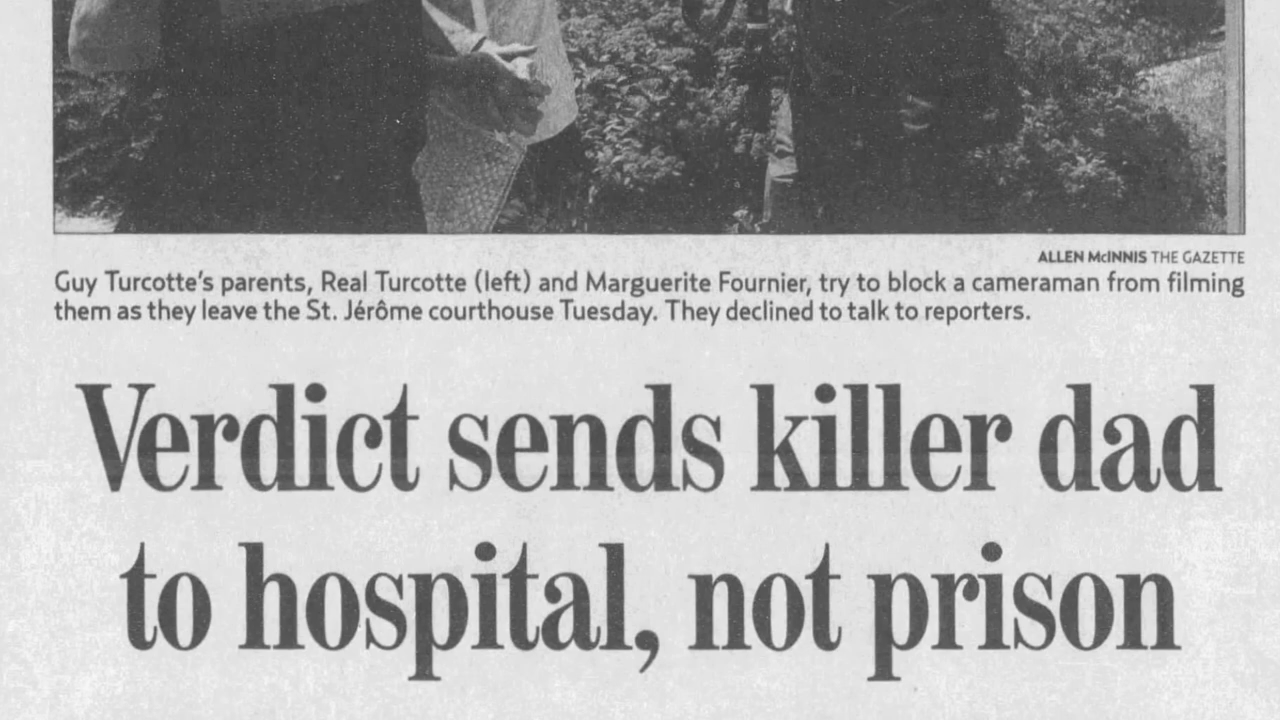 ALLEN McINNIS THE GAZETTE
Guy Turcotte's parents, Real Turcotte (left) and Marguerite Fournier, try to block a cameraman from filming
them as they leave the St. Jérôme courthouse Tuesday. They declined to talk to reporters.
Verdict sends killer dad
to hospital, not prison